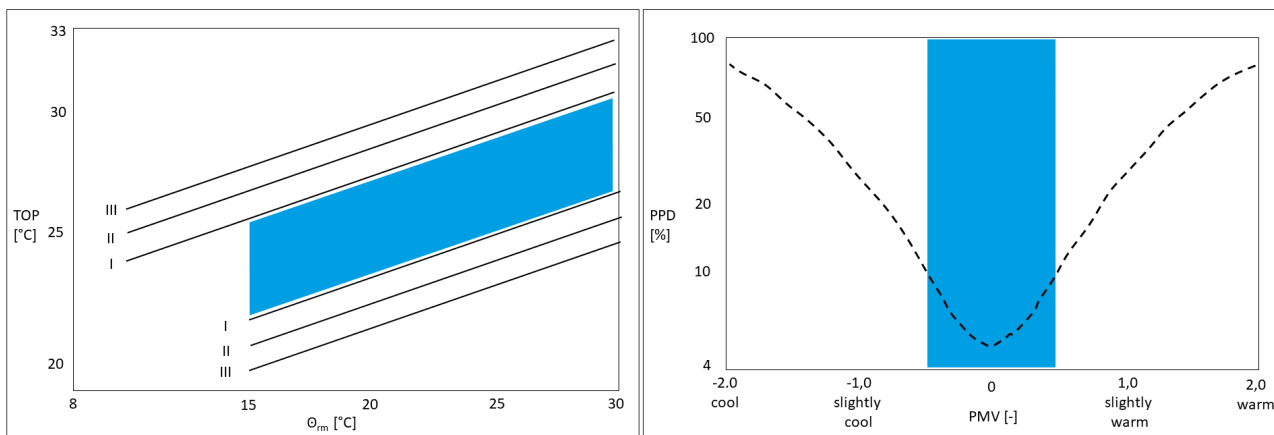 33
30
TOP
[°C]
25
20
III
II
I
I
II
III
8
15
20
25
30
Θrm [°C]
100
50
20
PPD
[%]
10
4
-2.0
cool
-1,0
slightly
cool
0
PMV [-]
1,0
slightly
warm
2,0
warm